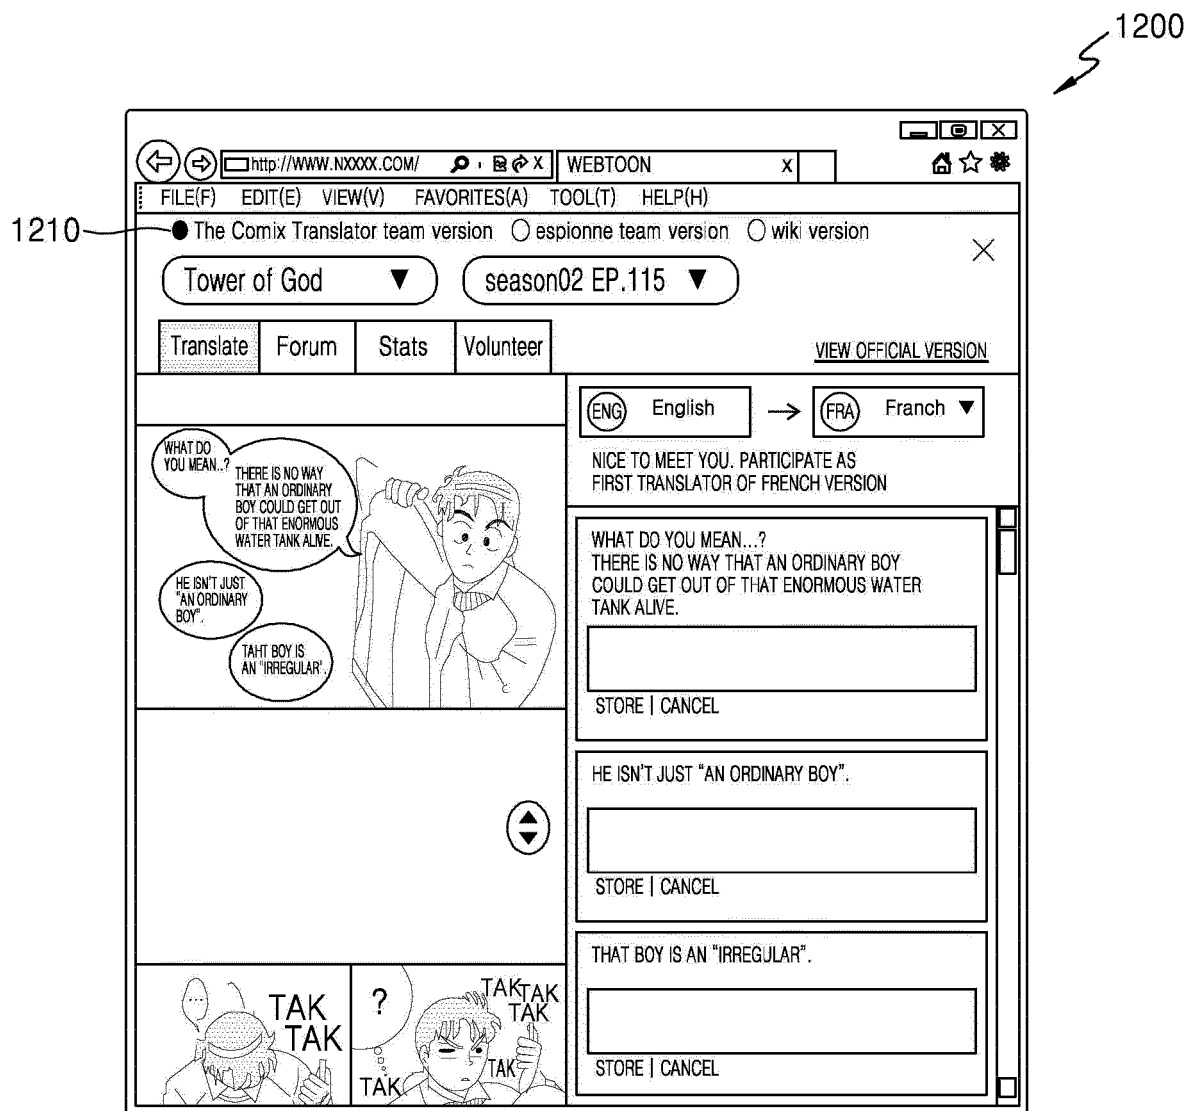 1200
http://WWW.NXXXX.COM/ X WEBTOON X
FILE(F) EDIT(E) VIEW(V) FAVORITES(A) TOOL(T) HELP(H)
1210
The Comix Translator team version espionne team version wiki version
Tower of God ▼ season02 EP.115 ▼
Translate Forum Stats Volunteer
VIEW OFFICIAL VERSION
ENG English → FRA Franch ▼
NICE TO MEET YOU. PARTICIPATE AS
FIRST TRANSLATOR OF FRENCH VERSION
WHAT DO
YOU MEAN..?
THERE IS NO WAY
THAT AN ORDINARY
BOY COULD GET OUT
OF THAT ENORMOUS
WATER TANK ALIVE.
HE ISN'T JUST
"AN ORDINARY
BOY".
TAHT BOY IS
AN "IRREGULAR".
WHAT DO YOU MEAN...?
THERE IS NO WAY THAT AN ORDINARY BOY
COULD GET OUT OF THAT ENORMOUS WATER
TANK ALIVE.
STORE | CANCEL
HE ISN'T JUST "AN ORDINARY BOY".
STORE | CANCEL
THAT BOY IS AN "IRREGULAR".
STORE | CANCEL
...
TAK
TAK
?
TAK
TAK
TAK
TAK
TAK